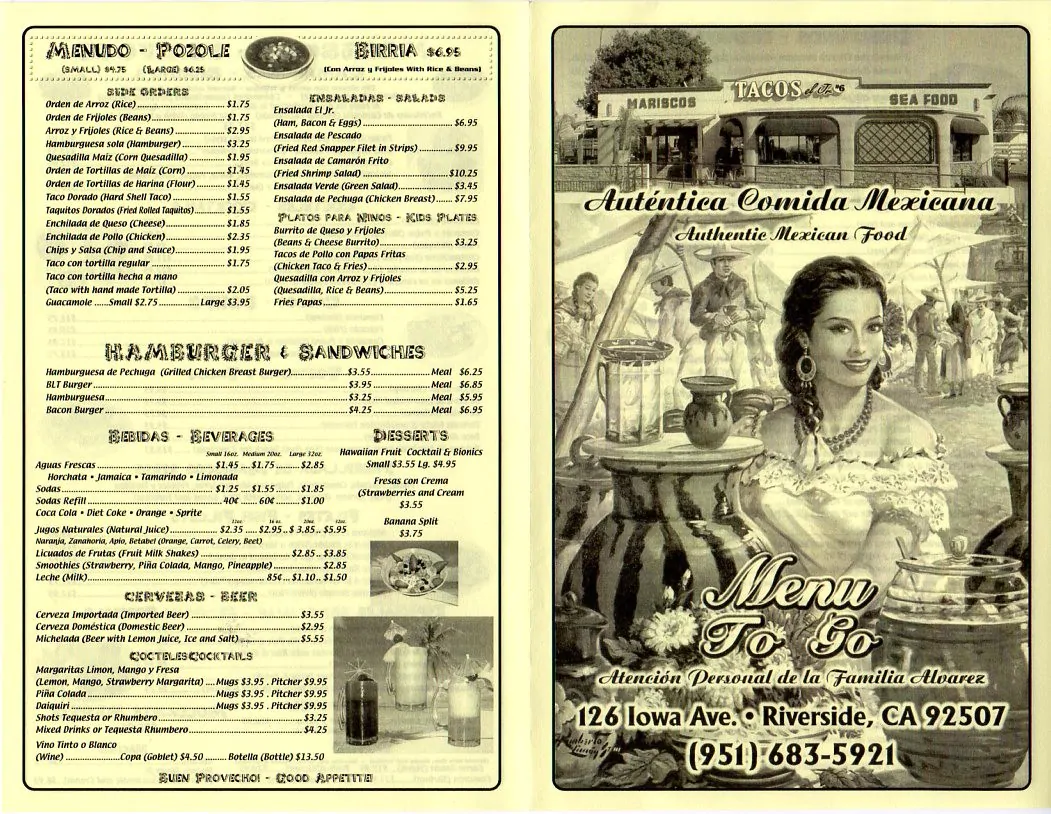 MENUDO - POZOLE
(SMALL) $4.75 (LARGE) $6.25
BIRRIA $6.95
(Con Arroz y Frijoles With Rice & Beans)
SIDE ORDERS
Orden de Arroz (Rice) $1.75
Orden de Frijoles (Beans) $1.75
Arroz y Frijoles (Rice & Beans) $2.95
Hamburguesa sola (Hamburger) $3.25
Quesadilla Maíz (Corn Quesadilla) $1.95
Orden de Tortillas de Maíz (Corn) $1.45
Orden de Tortillas de Harina (Flour) $1.45
Taco Dorado (Hard Shell Taco) $1.55
Taquitos Dorados (Fried Rolled Taquitos) $1.55
Enchilada de Queso (Cheese) $1.85
Enchilada de Pollo (Chicken) $2.35
Chips y Salsa (Chip and Sauce) $1.95
Taco con tortilla regular $1.75
Taco con tortilla hecha a mano
(Taco with hand made Tortilla) $2.05
Guacamole Small $2.75 Large $3.95
ENSALADAS - SALADS
Ensalada El Jr.
(Ham, Bacon & Eggs) $6.95
Ensalada de Pescado
(Fried Red Snapper Filet in Strips) $9.95
Ensalada de Camarón Frito
(Fried Shrimp Salad) $10.25
Ensalada Verde (Green Salad) $3.45
Ensalada de Pechuga (Chicken Breast) $7.95
PLATOS PARA NINOS - KIDS PLATES
Burrito de Queso y Frijoles
(Beans & Cheese Burrito) $3.25
Tacos de Pollo con Papas Fritas
(Chicken Taco & Fries) $2.95
Quesadilla con Arroz y Frijoles
(Quesadilla, Rice & Beans) $5.25
Fries Papas $1.65
HAMBURGER & SANDWICHES
Hamburguesa de Pechuga (Grilled Chicken Breast Burger) $3.55 Meal $6.25
BLT Burger $3.95 Meal $6.85
Hamburguesa $3.25 Meal $5.95
Bacon Burger $4.25 Meal $6.95
BEBIDAS - BEVERAGES
Small 16oz. Medium 20oz. Large 32oz.
Aguas Frescas $1.45 $1.75 $2.85
Horchata • Jamaica • Tamarindo • Limonada
Sodas $1.25 $1.55 $1.85
Sodas Refill 40¢ 60¢ $1.00
Coca Cola • Diet Coke • Orange • Sprite
12oz. 16 oz. 20oz. 32oz.
Jugos Naturales (Natural Juice) $2.35 $2.95 $3.85 $5.95
Naranja, Zanahoria, Apio, Betabel (Orange, Carrot, Celery, Beet)
Licuados de Frutas (Fruit Milk Shakes) $2.85 $3.85
Smoothies (Strawberry, Piña Colada, Mango, Pineapple) $2.85
Leche (Milk) 85¢ $1.10 $1.50
DESSERTS
Hawaiian Fruit Cocktail & Bionics
Small $3.55 Lg. $4.95
Fresas con Crema
(Strawberries and Cream
$3.55
Banana Split
$3.75
CERVEZAS - BEER
Cerveza Importada (Imported Beer) $3.55
Cerveza Doméstica (Domestic Beer) $2.95
Michelada (Beer with Lemon Juice, Ice and Salt) $5.55
COCTELES COCKTAILS
Margaritas Limon, Mango y Fresa
(Lemon, Mango, Strawberry Margarita) Mugs $3.95 . Pitcher $9.95
Piña Colada Mugs $3.95 . Pitcher $9.95
Daiquiri Mugs $3.95 . Pitcher $9.95
Shots Tequesta or Rhumbero $3.25
Mixed Drinks or Tequesta Rhumbero $4.25
Vino Tinto o Blanco
(Wine) Copa (Goblet) $4.50 Botella (Bottle) $13.50
BUEN PROVECHO! - GOOD APPETITE!
TACOS el Jr. #6
MARISCOS
SEA FOOD
Auténtica Comida Mexicana
Authentic Mexican Food
Menu
To Go
Atención Personal de la Familia Alvarez
126 Iowa Ave. • Riverside, CA 92507
(951) 683-5921